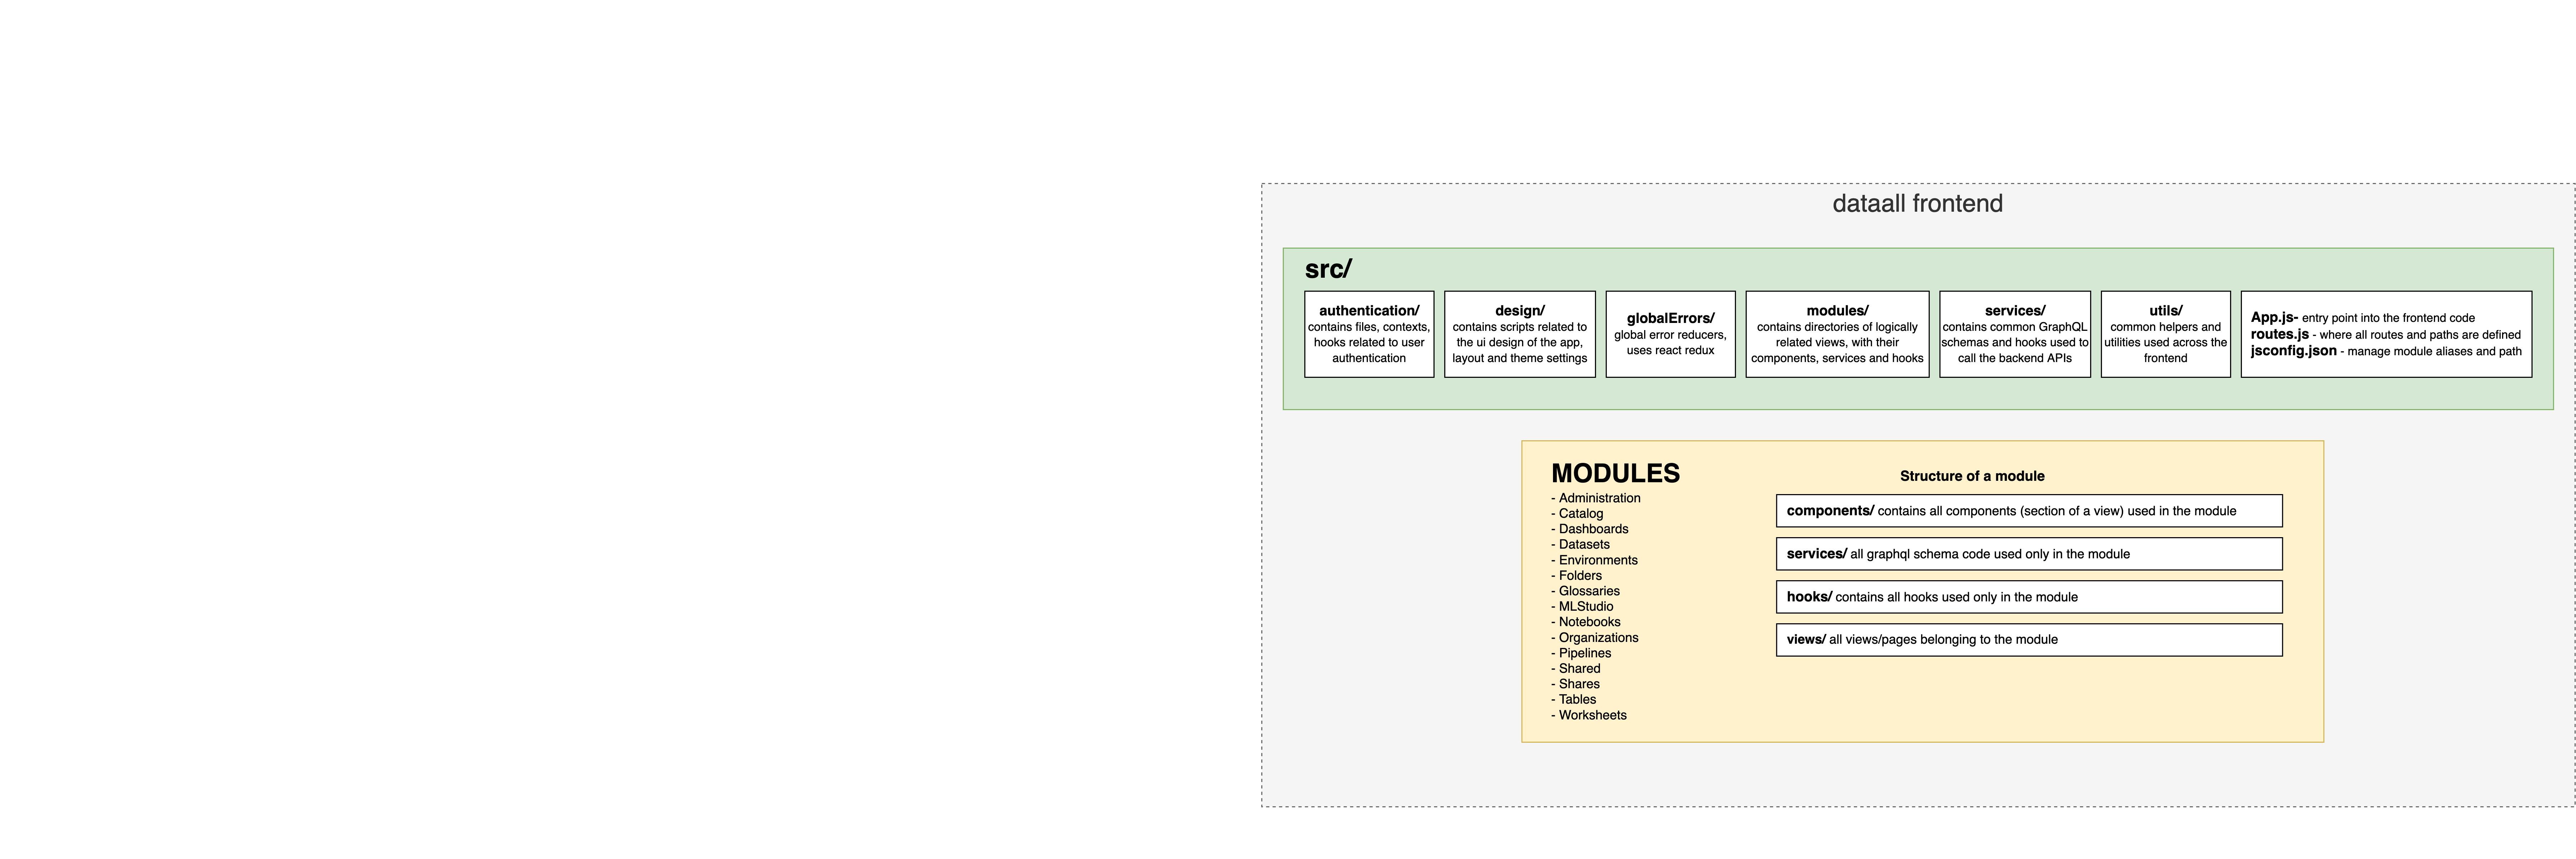 dataall frontend
src/
authentication/
contains files, contexts,
hooks related to user
authentication
design/
contains scripts related to
the ui design of the app,
layout and theme settings
globalErrors/
global error reducers,
uses react redux
modules/
contains directories of logically
related views, with their
components, services and hooks
services/
contains common GraphQL
schemas and hooks used to
call the backend APIs
utils/
common helpers and
utilities used across the
frontend
App.js- entry point into the frontend code
routes.js - where all routes and paths are defined
jsconfig.json - manage module aliases and path
MODULES
- Administration
- Catalog
- Dashboards
- Datasets
- Environments
- Folders
- Glossaries
- MLStudio
- Notebooks
- Organizations
- Pipelines
- Shared
- Shares
- Tables
- Worksheets
Structure of a module
components/ contains all components (section of a view) used in the module
services/ all graphql schema code used only in the module
hooks/ contains all hooks used only in the module
views/ all views/pages belonging to the module